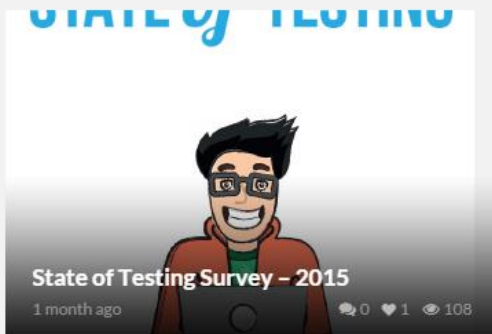 STATE of TESTING
State of Testing Survey – 2015
1 month ago 0 1 108